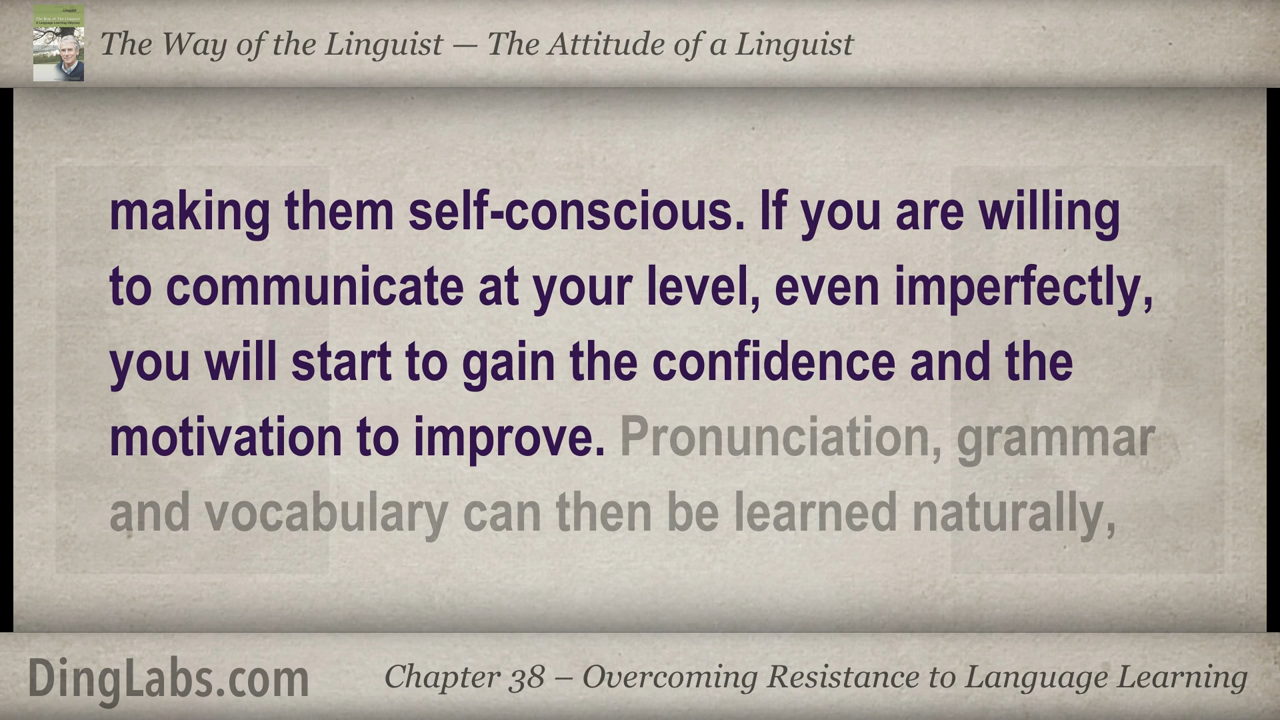 The Way of the Linguist — The Attitude of a Linguist
making them self-conscious. If you are willing
to communicate at your level, even imperfectly,
you will start to gain the confidence and the
motivation to improve. Pronunciation, grammar
and vocabulary can then be learned naturally,
DingLabs.com
Chapter 38 – Overcoming Resistance to Language Learning